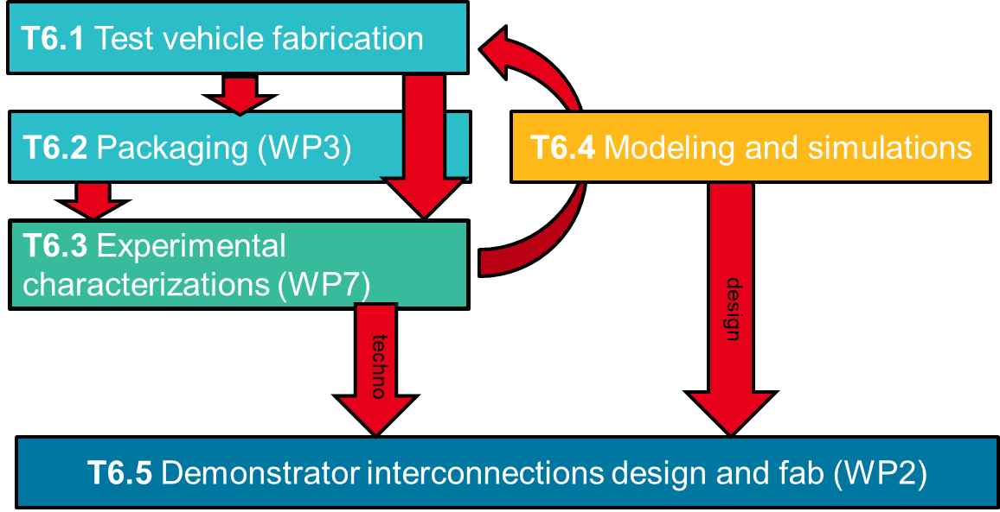 T6.1 Test vehicle fabrication
T6.2 Packaging (WP3)
T6.4 Modeling and simulations
T6.3 Experimental
characterizations (WP7)
design
techno
T6.5 Demonstrator interconnections design and fab (WP2)